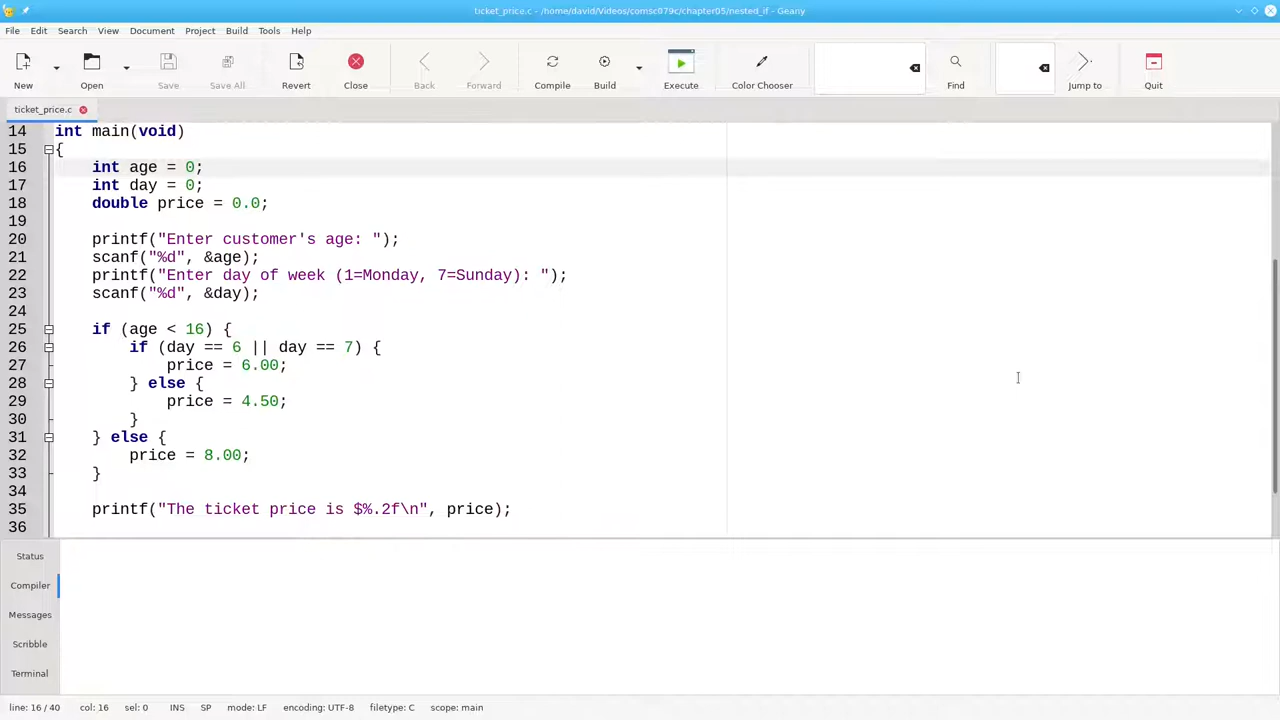 ticket_price.c - /home/david/Videos/comsc079c/chapter05/nested_if - Geany
File Edit Search View Document Project Build Tools Help
New Open Save Save All Revert Close Back Forward Compile Build Execute Color Chooser Find Jump to Quit
ticket_price.c
14 int main(void)
15 {
16     int age = 0;
17     int day = 0;
18     double price = 0.0;
19
20     printf("Enter customer's age: ");
21     scanf("%d", &age);
22     printf("Enter day of week (1=Monday, 7=Sunday): ");
23     scanf("%d", &day);
24
25     if (age < 16) {
26         if (day == 6 || day == 7) {
27             price = 6.00;
28         } else {
29             price = 4.50;
30         }
31     } else {
32         price = 8.00;
33     }
34
35     printf("The ticket price is $%.2f\n", price);
36
Status
Compiler
Messages
Scribble
Terminal
line: 16 / 40 col: 16 sel: 0 INS SP mode: LF encoding: UTF-8 filetype: C scope: main